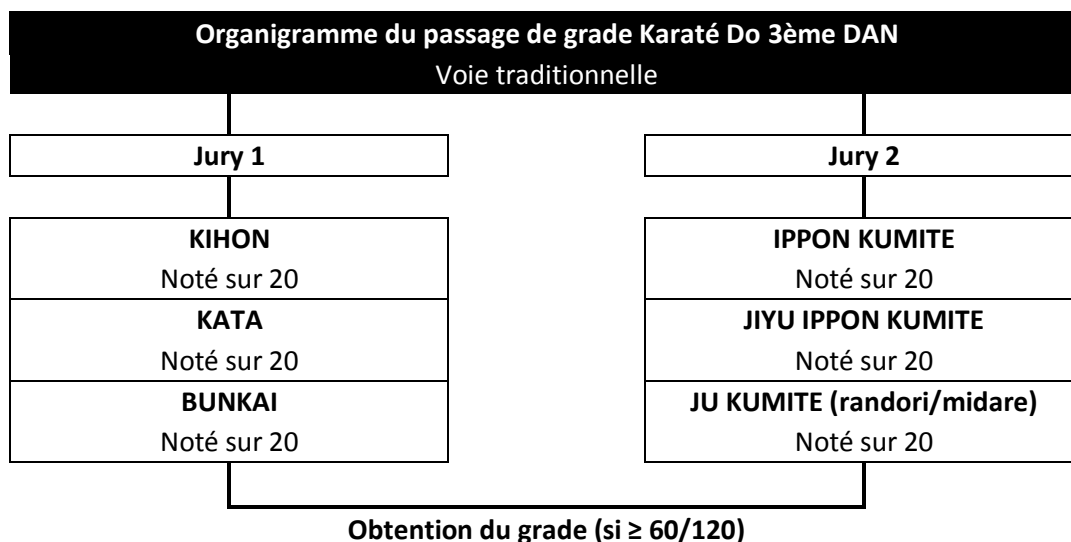 Organigramme du passage de grade Karaté Do 3ème DAN
Voie traditionnelle
Jury 1
KIHON
Noté sur 20
KATA
Noté sur 20
BUNKAI
Noté sur 20
Jury 2
IPPON KUMITE
Noté sur 20
JIYU IPPON KUMITE
Noté sur 20
JU KUMITE (randori/midare)
Noté sur 20
Obtention du grade (si ≥ 60/120)